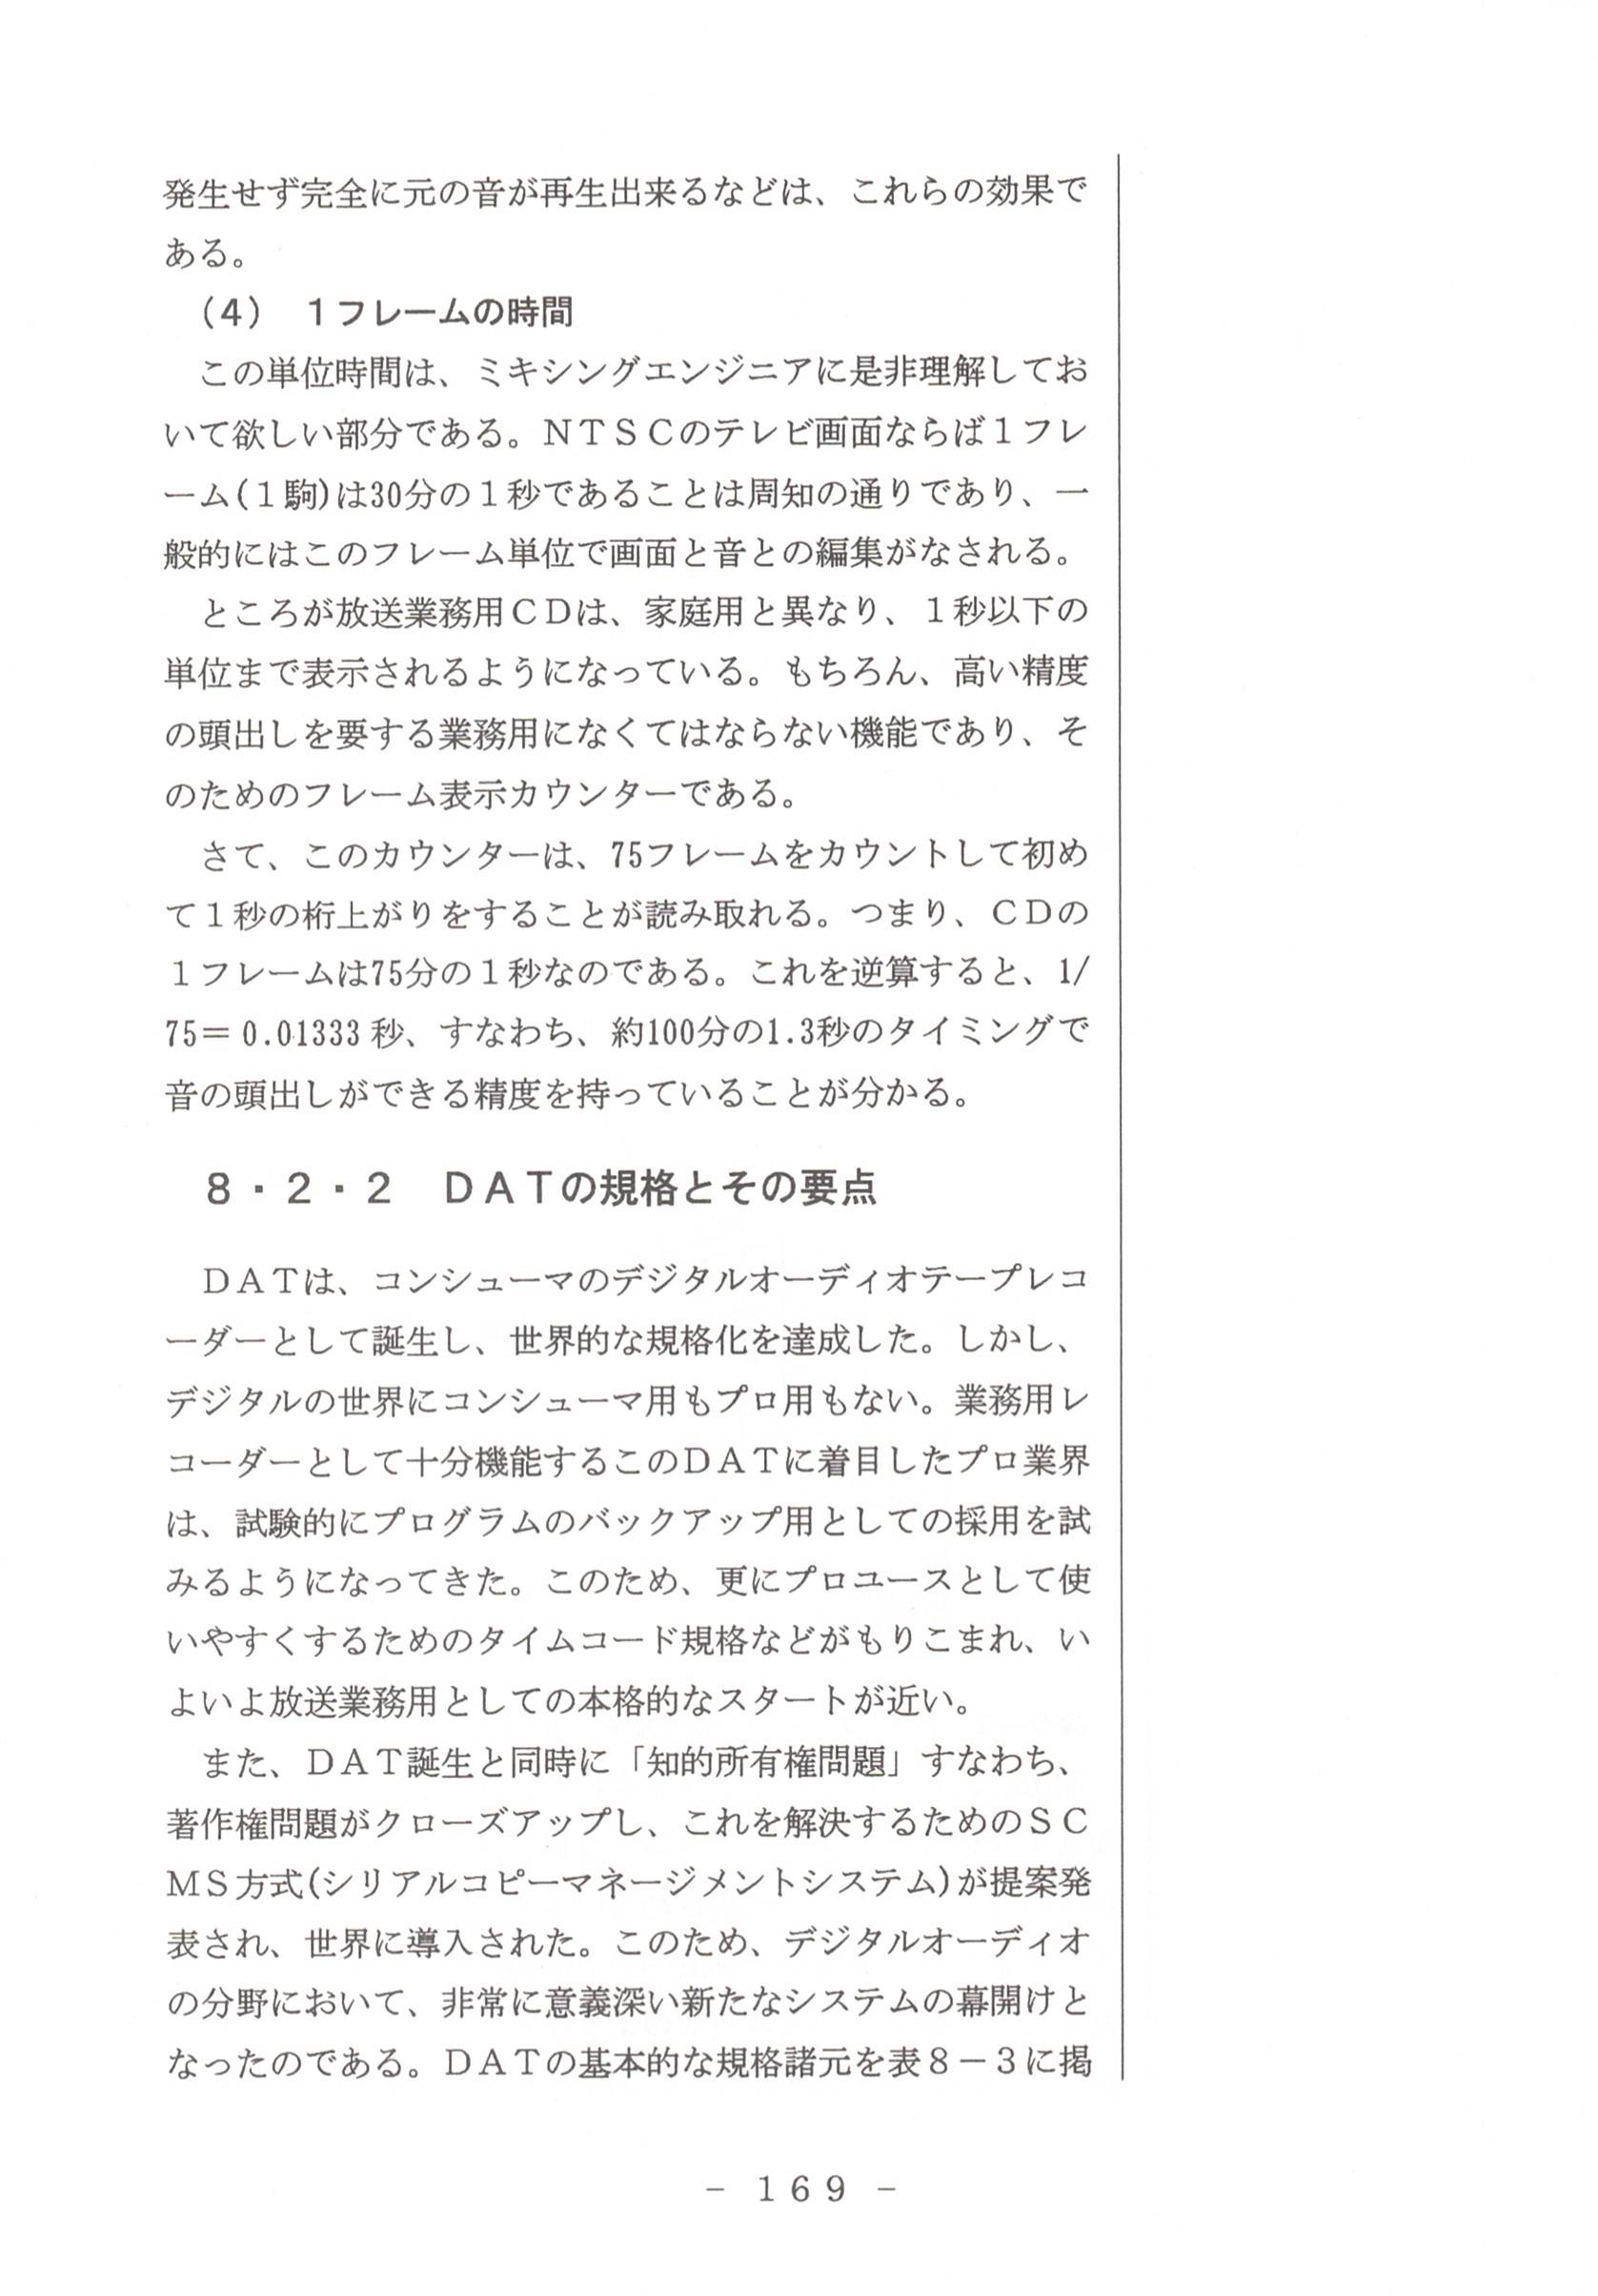 発生せず完全に元の音が再生出来るなどは、これらの効果で
ある。
（4）　１フレームの時間
この単位時間は、ミキシングエンジニアに是非理解してお
いて欲しい部分である。ＮＴＳＣのテレビ画面ならば１フレ
ーム(１駒)は30分の１秒であることは周知の通りであり、一
般的にはこのフレーム単位で画面と音との編集がなされる。
ところが放送業務用ＣＤは、家庭用と異なり、１秒以下の
単位まで表示されるようになっている。もちろん、高い精度
の頭出しを要する業務用になくてはならない機能であり、そ
のためのフレーム表示カウンターである。
さて、このカウンターは、75フレームをカウントして初め
て１秒の桁上がりをすることが読み取れる。つまり、ＣＤの
１フレームは75分の１秒なのである。これを逆算すると、1/
75＝ 0.01333 秒、すなわち、約100分の1.3秒のタイミングで
音の頭出しができる精度を持っていることが分かる。
８・２・２　ＤＡＴの規格とその要点
ＤＡＴは、コンシューマのデジタルオーディオテープレコ
ーダーとして誕生し、世界的な規格化を達成した。しかし、
デジタルの世界にコンシューマ用もプロ用もない。業務用レ
コーダーとして十分機能するこのＤＡＴに着目したプロ業界
は、試験的にプログラムのバックアップ用としての採用を試
みるようになってきた。このため、更にプロユースとして使
いやすくするためのタイムコード規格などがもりこまれ、い
よいよ放送業務用としての本格的なスタートが近い。
また、ＤＡＴ誕生と同時に「知的所有権問題」すなわち、
著作権問題がクローズアップし、これを解決するためのＳＣ
ＭＳ方式(シリアルコピーマネージメントシステム)が提案発
表され、世界に導入された。このため、デジタルオーディオ
の分野において、非常に意義深い新たなシステムの幕開けと
なったのである。ＤＡＴの基本的な規格諸元を表８－３に掲
－ 169 －